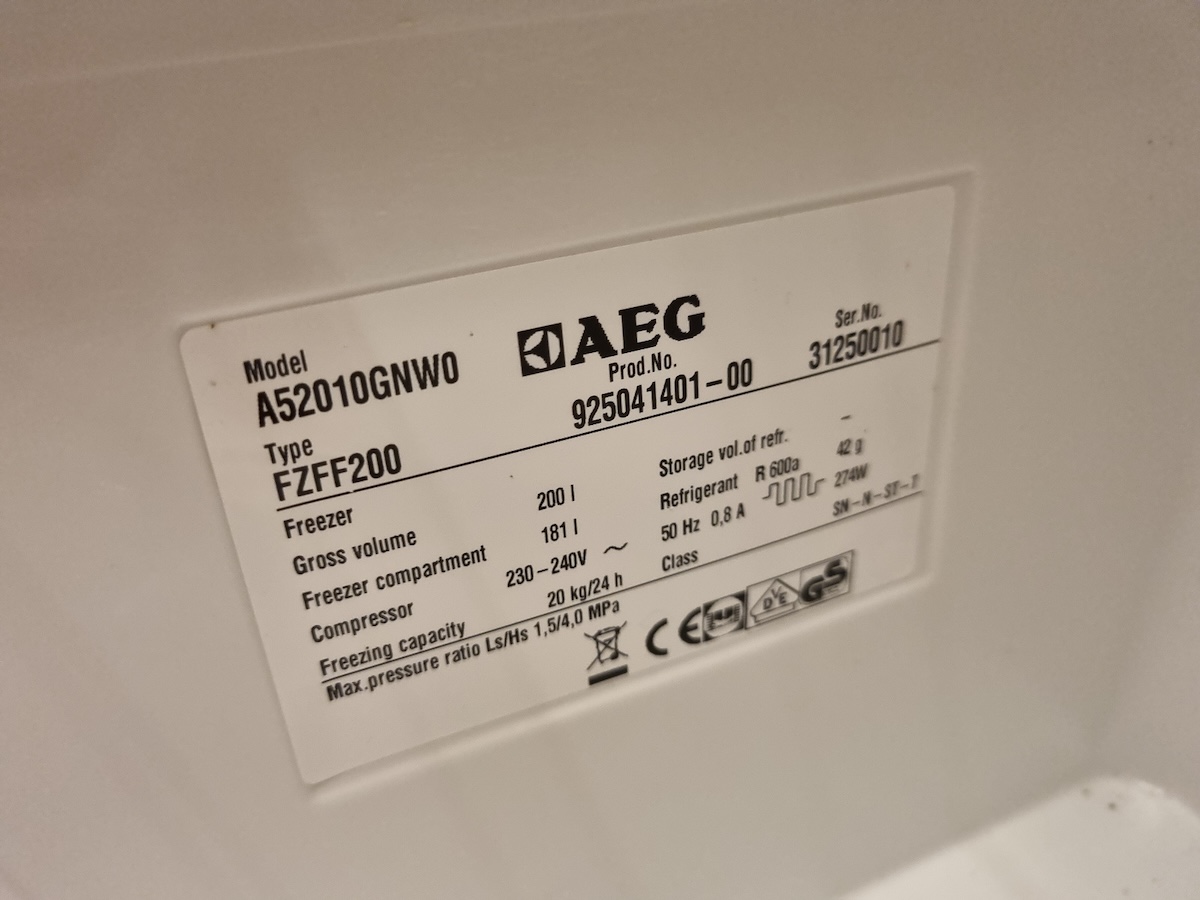 AEG
Model
A52010GNW0
Prod.No.
925041401-00
Ser.No.
31250010
Type
FZFF200
Freezer
Gross volume 200 l
Freezer compartment 181 l
Compressor 230-240V ~
Freezing capacity 20 kg/24 h
Storage vol.of refr. -
Refrigerant R 600a 42 g
50 Hz 0,8 A 274W
Class SN-N-ST-T
Max.pressure ratio Ls/Hs 1,5/4,0 MPa
CE
DVE
GS